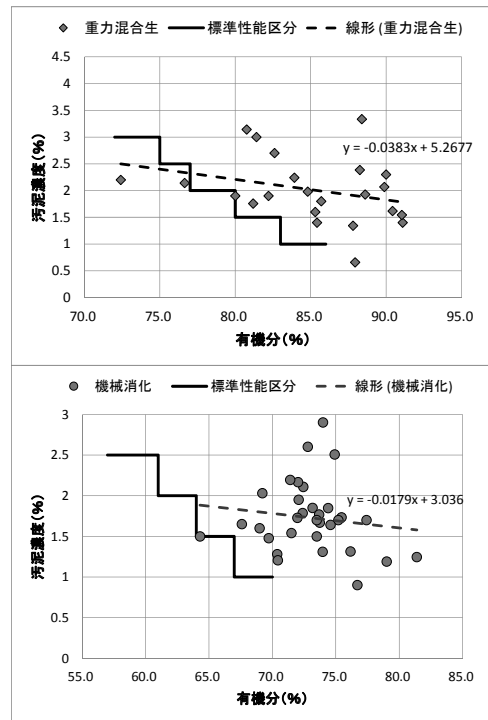 重力混合生 標準性能区分 線形 (重力混合生)
4.5
4
3.5
3
2.5
2
1.5
1
0.5
0
汚泥濃度(%)
y = -0.0383x + 5.2677
70.0 75.0 80.0 85.0 90.0 95.0
有機分(%)
機械消化 標準性能区分 線形 (機械消化)
3
2.5
2
1.5
1
0.5
0
汚泥濃度(%)
y = -0.0179x + 3.036
55.0 60.0 65.0 70.0 75.0 80.0 85.0
有機分(%)